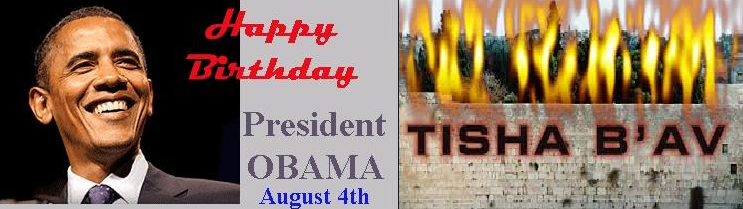 Happy
Birthday
President
OBAMA
August 4th
TISHA B'AV